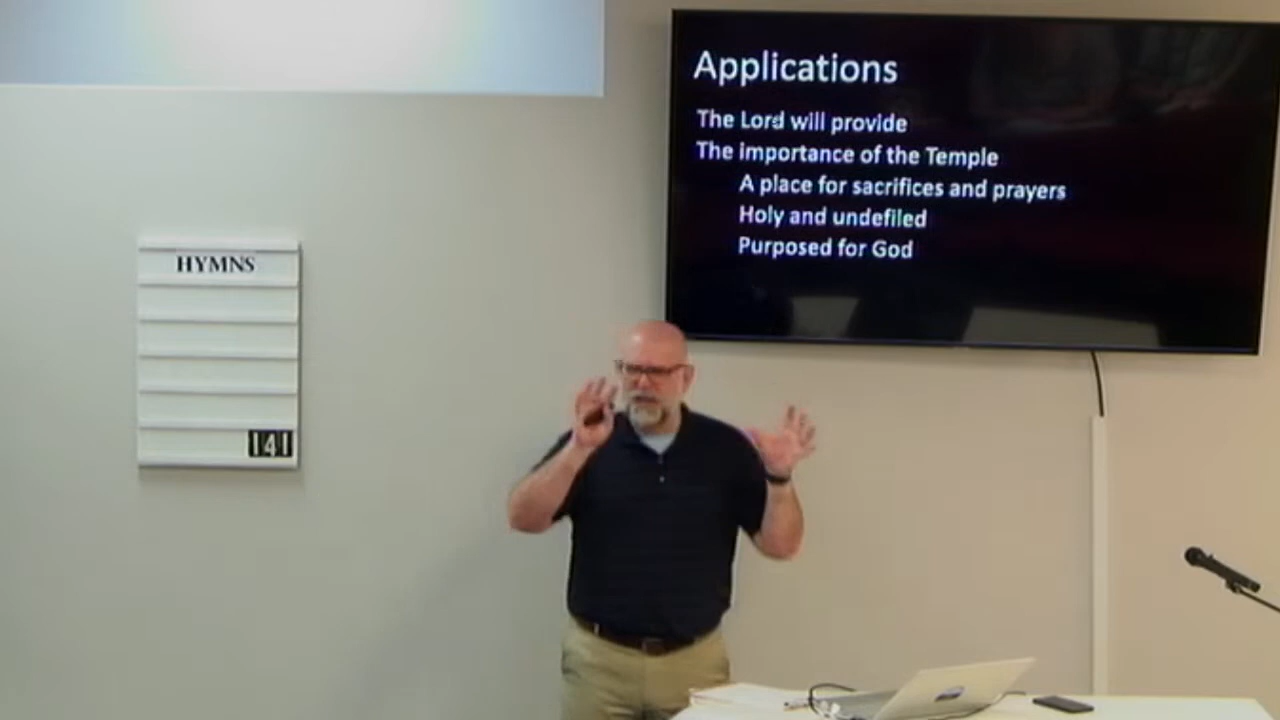 Applications
The Lord will provide
The importance of the Temple
A place for sacrifices and prayers
Holy and undefiled
Purposed for God
HYMNS
141